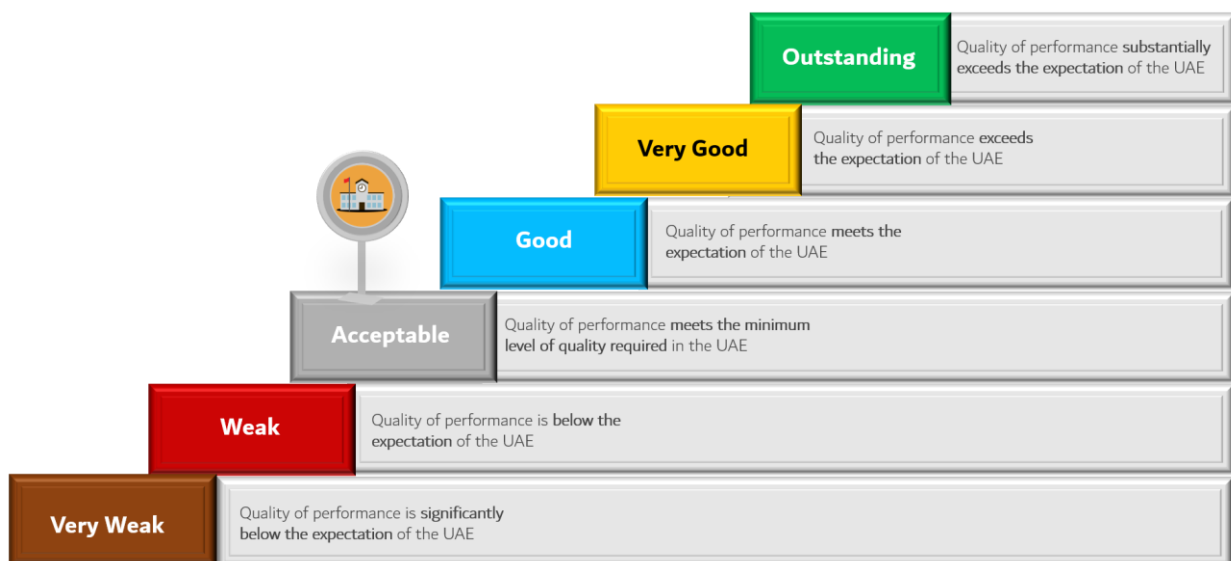 Outstanding
Quality of performance substantially
exceeds the expectation of the UAE
Very Good
Quality of performance exceeds
the expectation of the UAE
Good
Quality of performance meets the
expectation of the UAE
Acceptable
Quality of performance meets the minimum
level of quality required in the UAE
Weak
Quality of performance is below the
expectation of the UAE
Very Weak
Quality of performance is significantly
below the expectation of the UAE